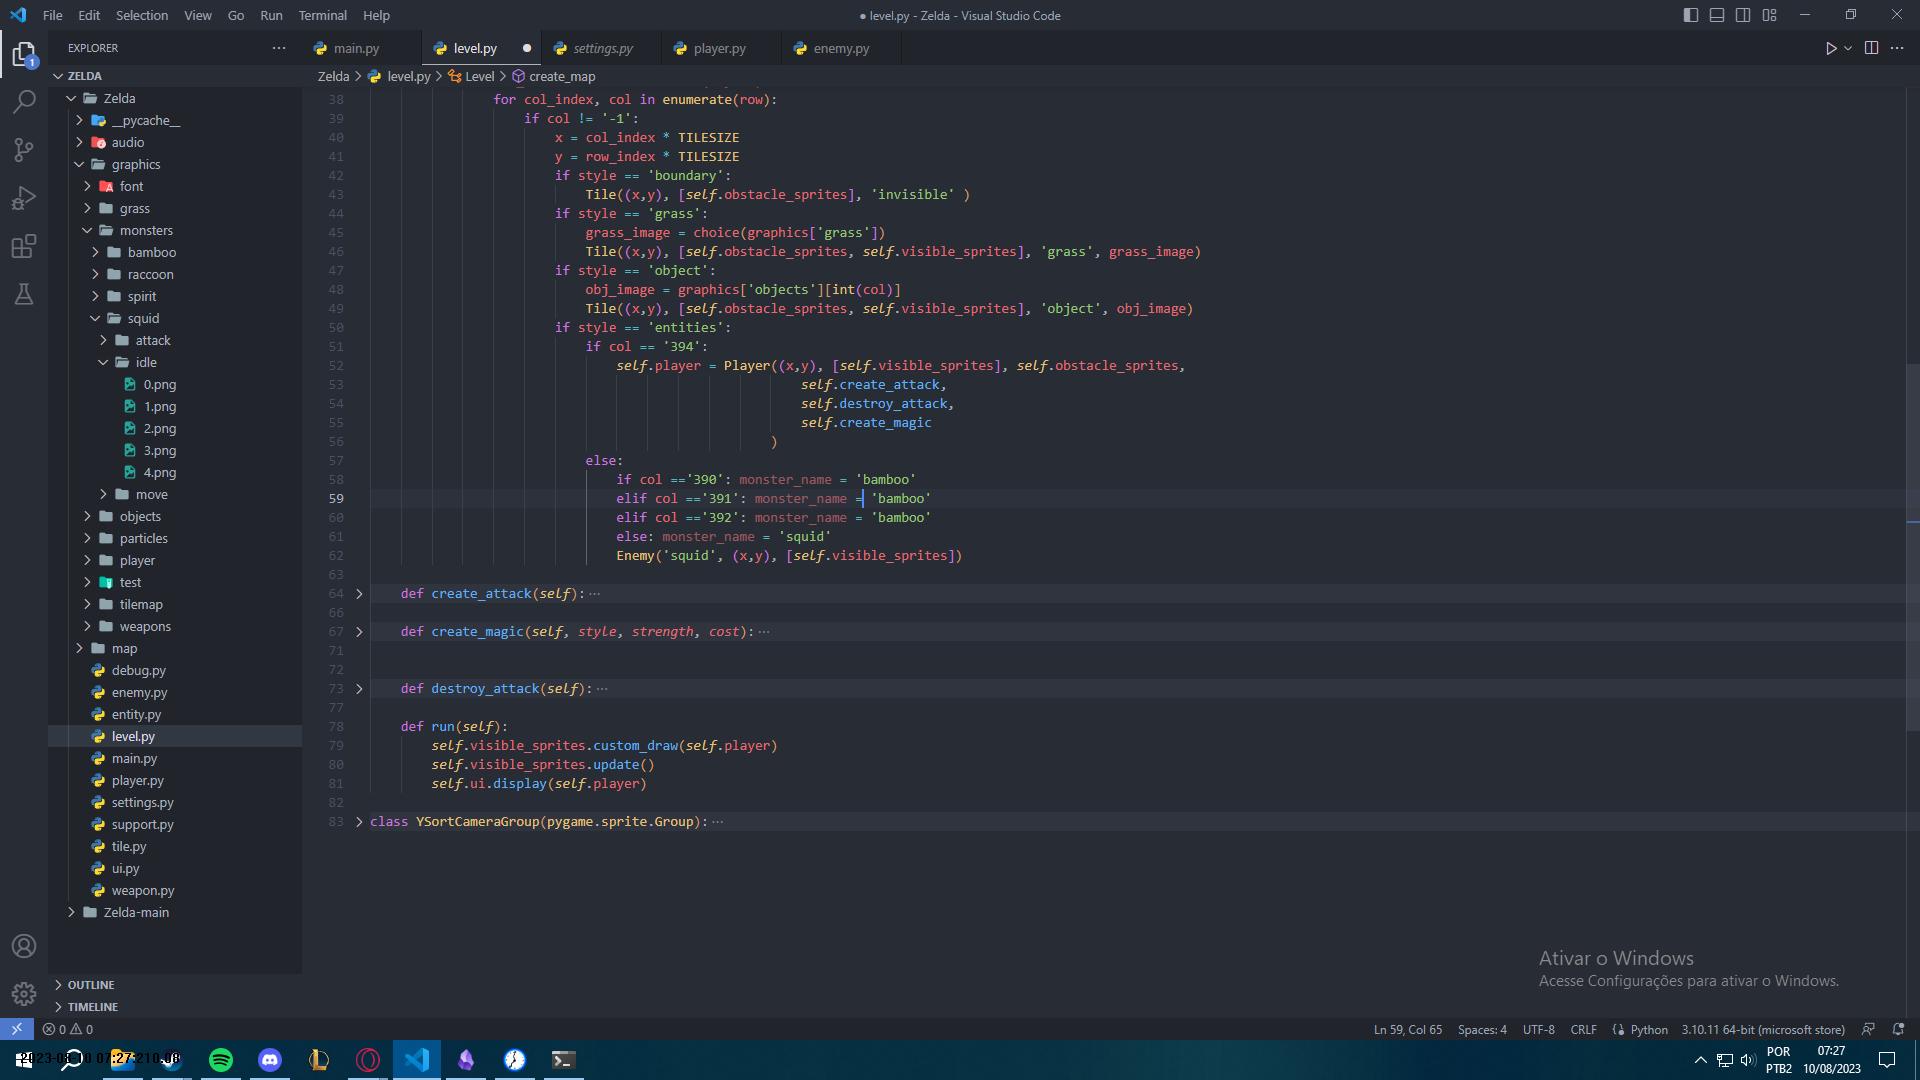 File Edit Selection View Go Run Terminal Help
● level.py - Zelda - Visual Studio Code
EXPLORER
main.py
level.py
settings.py
player.py
enemy.py
ZELDA
Zelda
__pycache__
audio
graphics
font
grass
monsters
bamboo
raccoon
spirit
squid
attack
idle
0.png
1.png
2.png
3.png
4.png
move
objects
particles
player
test
tilemap
weapons
map
debug.py
enemy.py
entity.py
level.py
main.py
player.py
settings.py
support.py
tile.py
ui.py
weapon.py
Zelda-main
OUTLINE
TIMELINE
Zelda > level.py > Level > create_map
38 for col_index, col in enumerate(row):
39 if col != '-1':
40 x = col_index * TILESIZE
41 y = row_index * TILESIZE
42 if style == 'boundary':
43 Tile((x,y), [self.obstacle_sprites], 'invisible' )
44 if style == 'grass':
45 grass_image = choice(graphics['grass'])
46 Tile((x,y), [self.obstacle_sprites, self.visible_sprites], 'grass', grass_image)
47 if style == 'object':
48 obj_image = graphics['objects'][int(col)]
49 Tile((x,y), [self.obstacle_sprites, self.visible_sprites], 'object', obj_image)
50 if style == 'entities':
51 if col == '394':
52 self.player = Player((x,y), [self.visible_sprites], self.obstacle_sprites,
53 self.create_attack,
54 self.destroy_attack,
55 self.create_magic
56 )
57 else:
58 if col =='390': monster_name = 'bamboo'
59 elif col =='391': monster_name = 'bamboo'
60 elif col =='392': monster_name = 'bamboo'
61 else: monster_name = 'squid'
62 Enemy('squid', (x,y), [self.visible_sprites])
63
64 def create_attack(self): ···
66
67 def create_magic(self, style, strength, cost): ···
71
72
73 def destroy_attack(self): ···
77
78 def run(self):
79 self.visible_sprites.custom_draw(self.player)
80 self.visible_sprites.update()
81 self.ui.display(self.player)
82
83 class YSortCameraGroup(pygame.sprite.Group): ···
Ativar o Windows
Acesse Configurações para ativar o Windows.
0 0
Ln 59, Col 65 Spaces: 4 UTF-8 CRLF Python 3.10.11 64-bit (microsoft store)
POR
PTB2
07:27
10/08/2023